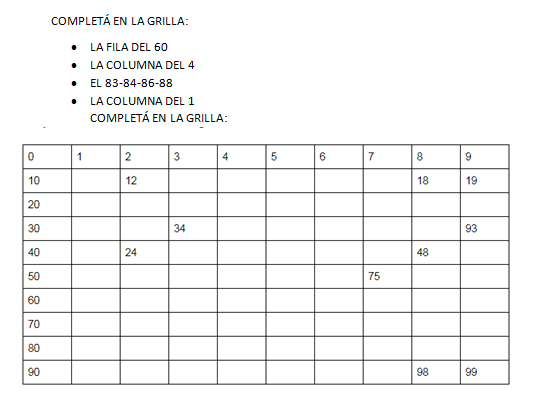 COMPLETÁ EN LA GRILLA:
• LA FILA DEL 60
• LA COLUMNA DEL 4
• EL 83-84-86-88
• LA COLUMNA DEL 1
COMPLETÁ EN LA GRILLA:
0 1 2 3 4 5 6 7 8 9
10 12 18 19
20
30 34 93
40 24 48
50 75
60
70
80
90 98 99